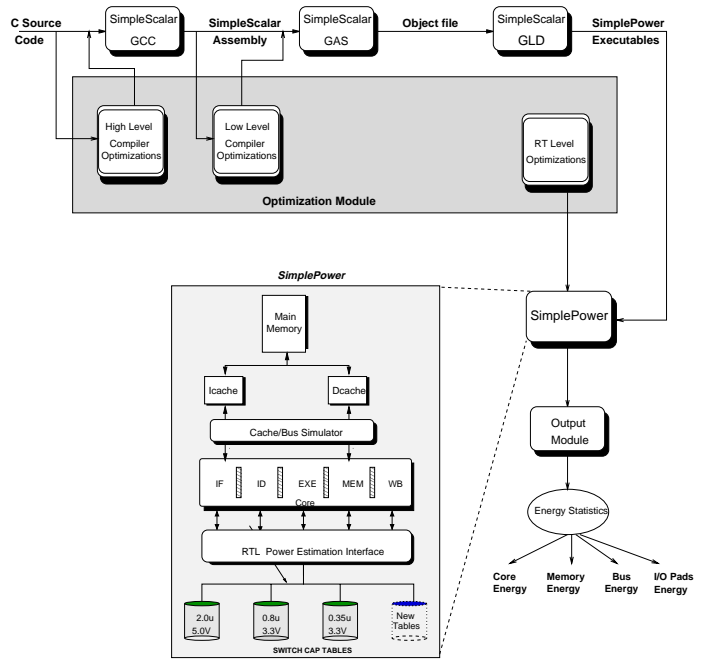 C Source
Code
SimpleScalar
GCC
SimpleScalar
Assembly
SimpleScalar
GAS
Object file
SimpleScalar
GLD
SimplePower
Executables
High Level
Compiler
Optimizations
Low Level
Compiler
Optimizations
RT Level
Optimizations
Optimization Module
SimplePower
Main
Memory
Icache
Dcache
Cache/Bus Simulator
IF
ID
EXE
MEM
WB
Core
RTL Power Estimation Interface
2.0u
5.0V
0.8u
3.3V
0.35u
3.3V
New
Tables
SWITCH CAP TABLES
SimplePower
Output
Module
Energy Statistics
Core
Energy
Memory
Energy
Bus
Energy
I/O Pads
Energy